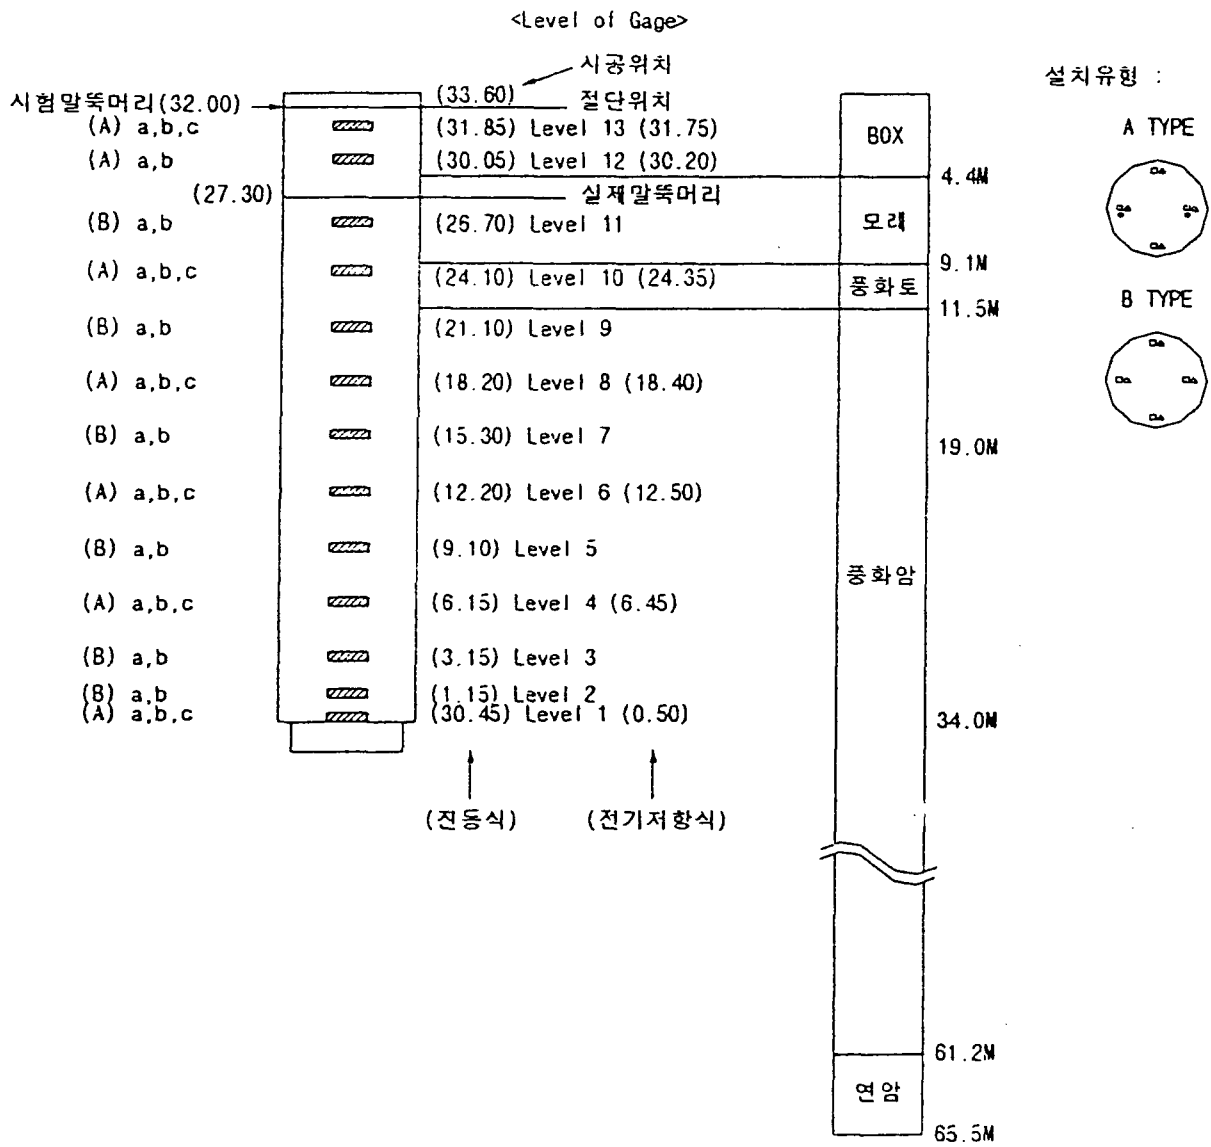 <Level of Gage>
시공위치
설치유형 :
시험말뚝머리(32.00)
(33.60)
절단위치
(A) a,b,c
(31.85) Level 13 (31.75)
BOX
A TYPE
(A) a,b
(30.05) Level 12 (30.20)
4.4M
(27.30)
실제말뚝머리
(B) a,b
(26.70) Level 11
모래
9.1M
(A) a,b,c
(24.10) Level 10 (24.35)
풍화토
B TYPE
11.5M
(B) a,b
(21.10) Level 9
(A) a,b,c
(18.20) Level 8 (18.40)
(B) a,b
(15.30) Level 7
19.0M
(A) a,b,c
(12.20) Level 6 (12.50)
(B) a,b
(9.10) Level 5
풍화암
(A) a,b,c
(6.15) Level 4 (6.45)
(B) a,b
(3.15) Level 3
(B) a,b
(1.15) Level 2
(A) a,b,c
(30.45) Level 1 (0.50)
34.0M
(진동식)
(전기저항식)
61.2M
연암
65.5M